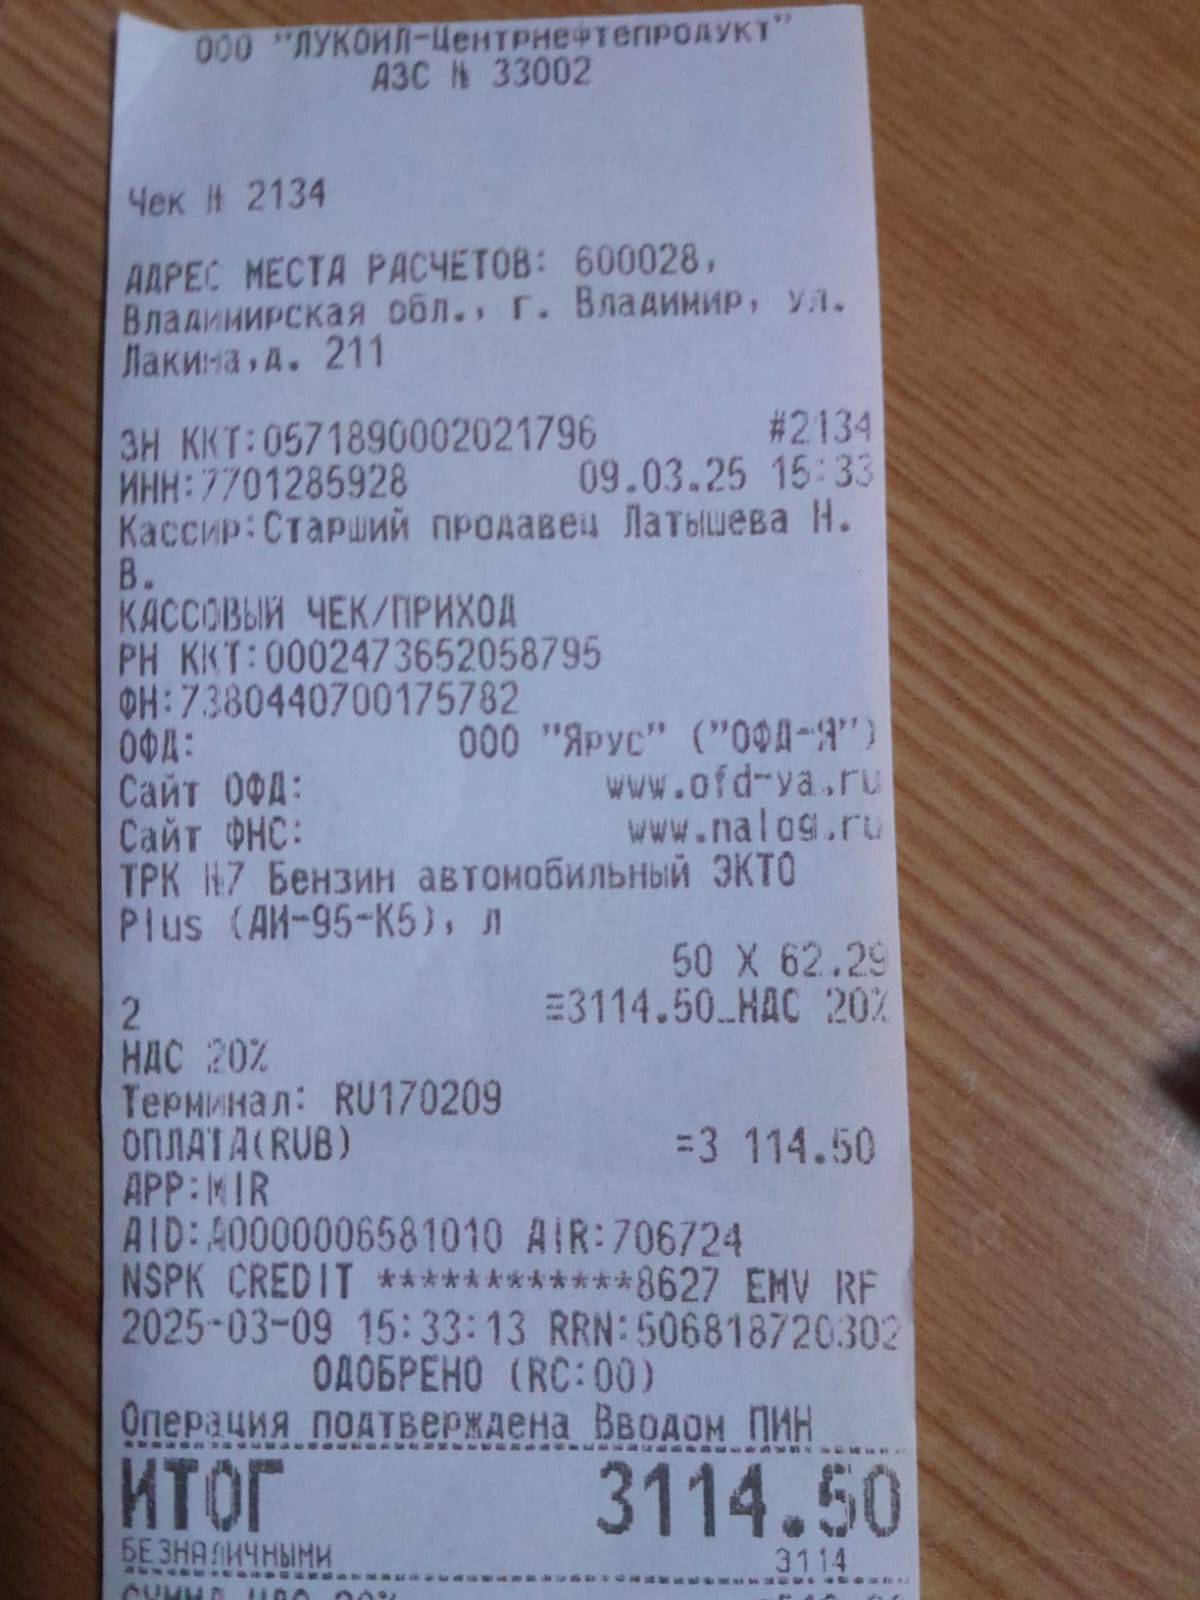 ООО "ЛУКОИЛ-Центрнефтепродукт"
АЗС № 33002
Чек № 2134
АДРЕС МЕСТА РАСЧЕТОВ: 600028,
Владимирская обл., г. Владимир, ул.
Лакина,д. 211
ЗН ККТ:0571890002021796 #2134
ИНН:7701285928 09.03.25 15:33
Кассир:Старший продавец Латышева Н.
В.
КАССОВЫЙ ЧЕК/ПРИХОД
РН ККТ:0002473652058795
ФН:7380440700175782
ОФД: ООО "Ярус" ("ОФД-Я")
Сайт ОФД: www.ofd-ya.ru
Сайт ФНС: www.nalog.ru
ТРК №7 Бензин автомобильный ЭКТО
Plus (АИ-95-К5), л
50 X 62.29
2 ≡3114.50_НДС 20%
НДС 20%
Терминал: RU170209
ОПЛАТА(RUB) =3 114.50
APP:MIR
AID:A0000006581010 AIR:706724
NSPK CREDIT ************8627 EMV RF
2025-03-09 15:33:13 RRN:506818720302
ОДОБРЕНО (RC:00)
Операция подтверждена Вводом ПИН
ИТОГ 3114.50
БЕЗНАЛИЧНЫМИ 3114
СУММА НДС 20%